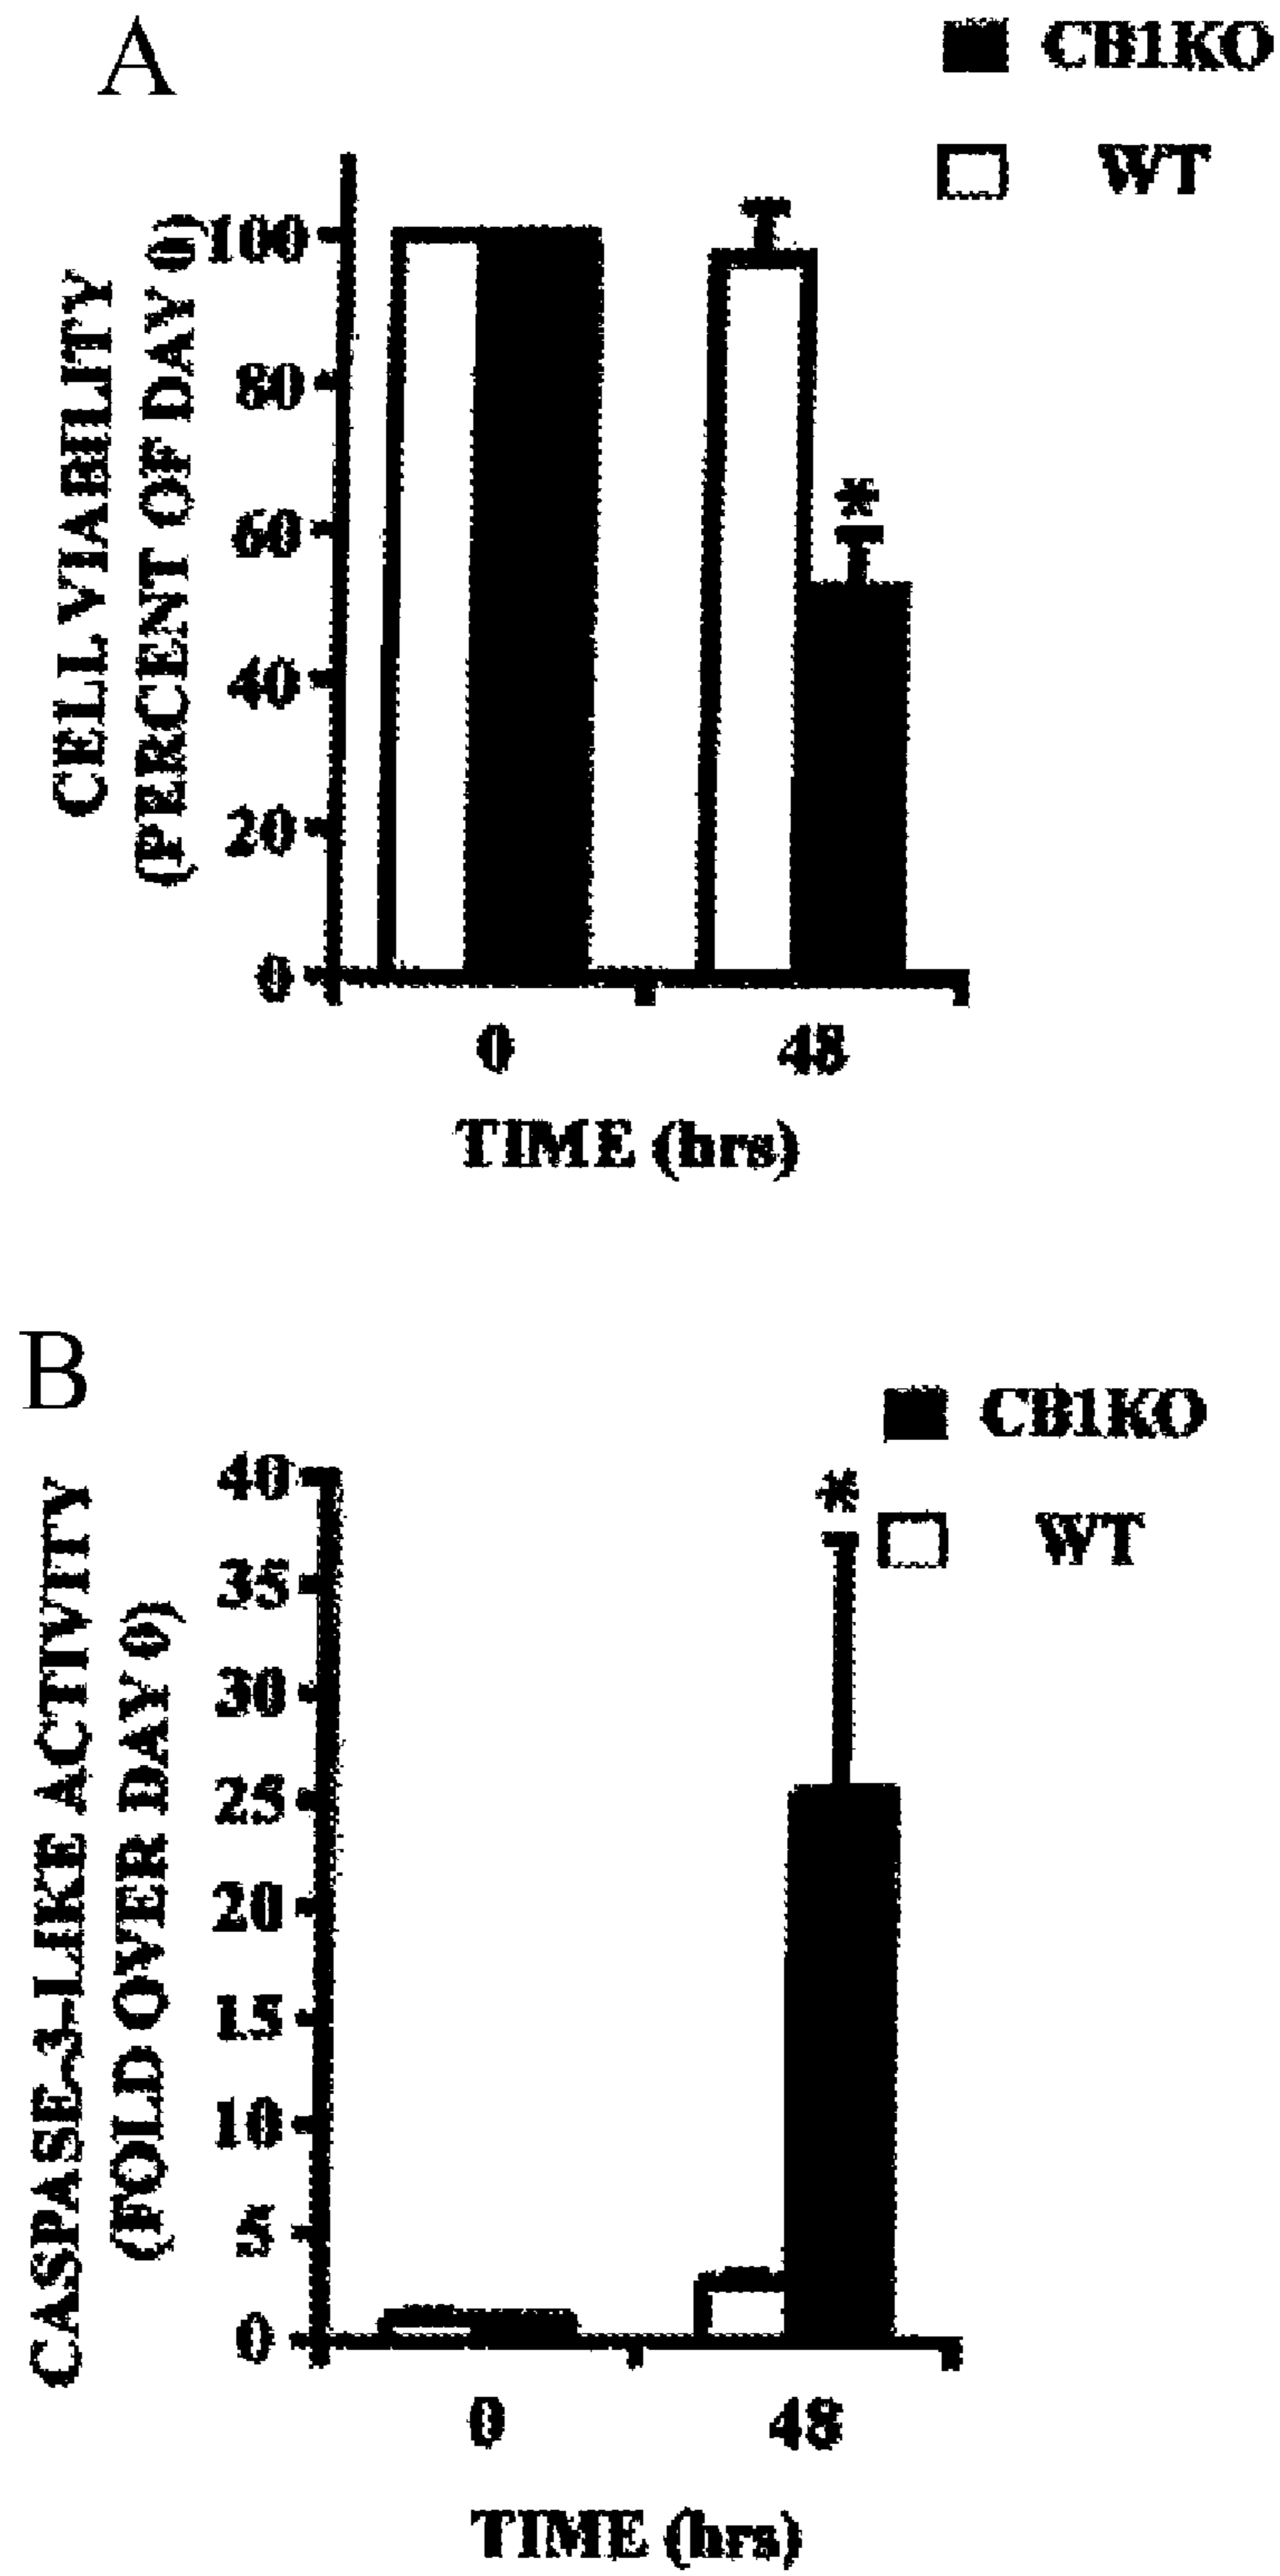 A
CB1KO
WT
CELL VIABILITY
(PERCENT OF DAY 0)
100
80
60
40
20
0
*
0 48
TIME (hrs)
B
CB1KO
WT
CASPASE-3-LIKE ACTIVITY
(FOLD OVER DAY 0)
40
35
30
25
20
15
10
5
0
*
0 48
TIME (hrs)